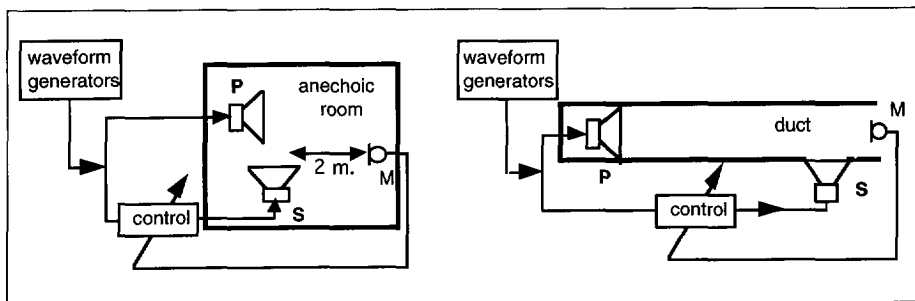 waveform
generators
P
anechoic
room
2 m.
M
control
S
waveform
generators
M
duct
P
S
control